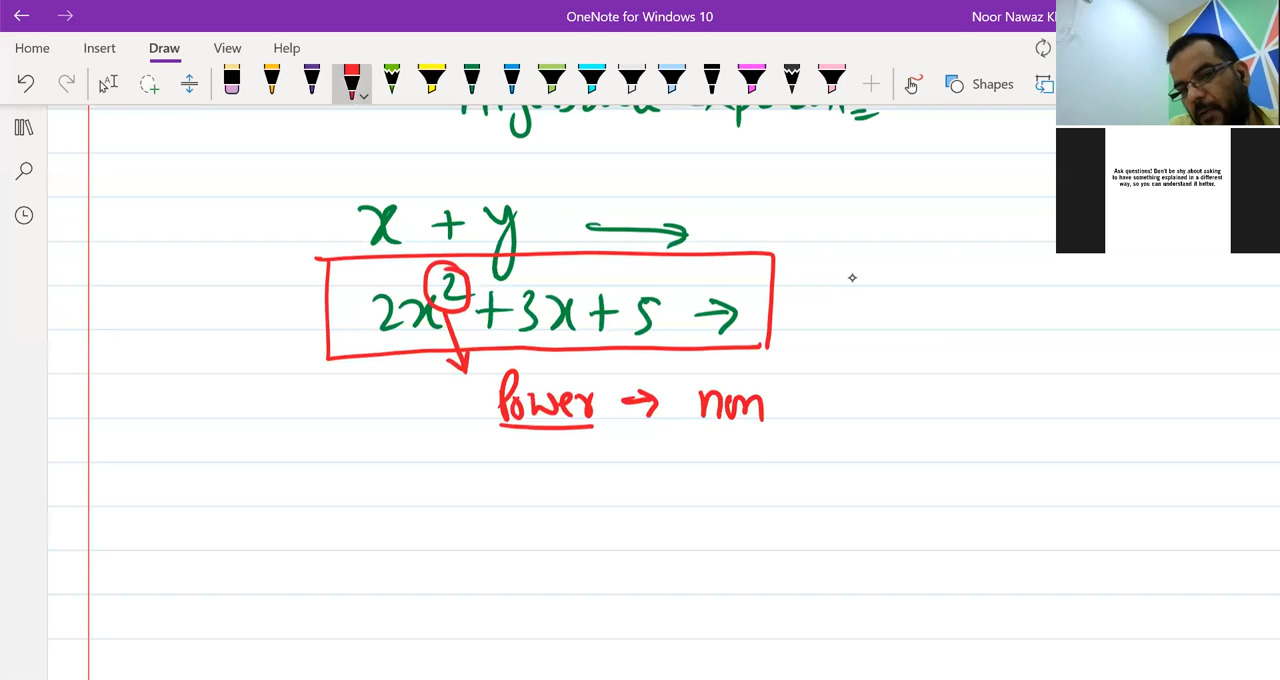 OneNote for Windows 10
Noor Nawaz Kh
Home Insert Draw View Help
Shapes
Ask questions! Don't be shy about asking
to have something explained in a different
way, so you can understand it better.
x + y →
2x² + 3x + 5 →
Power → non